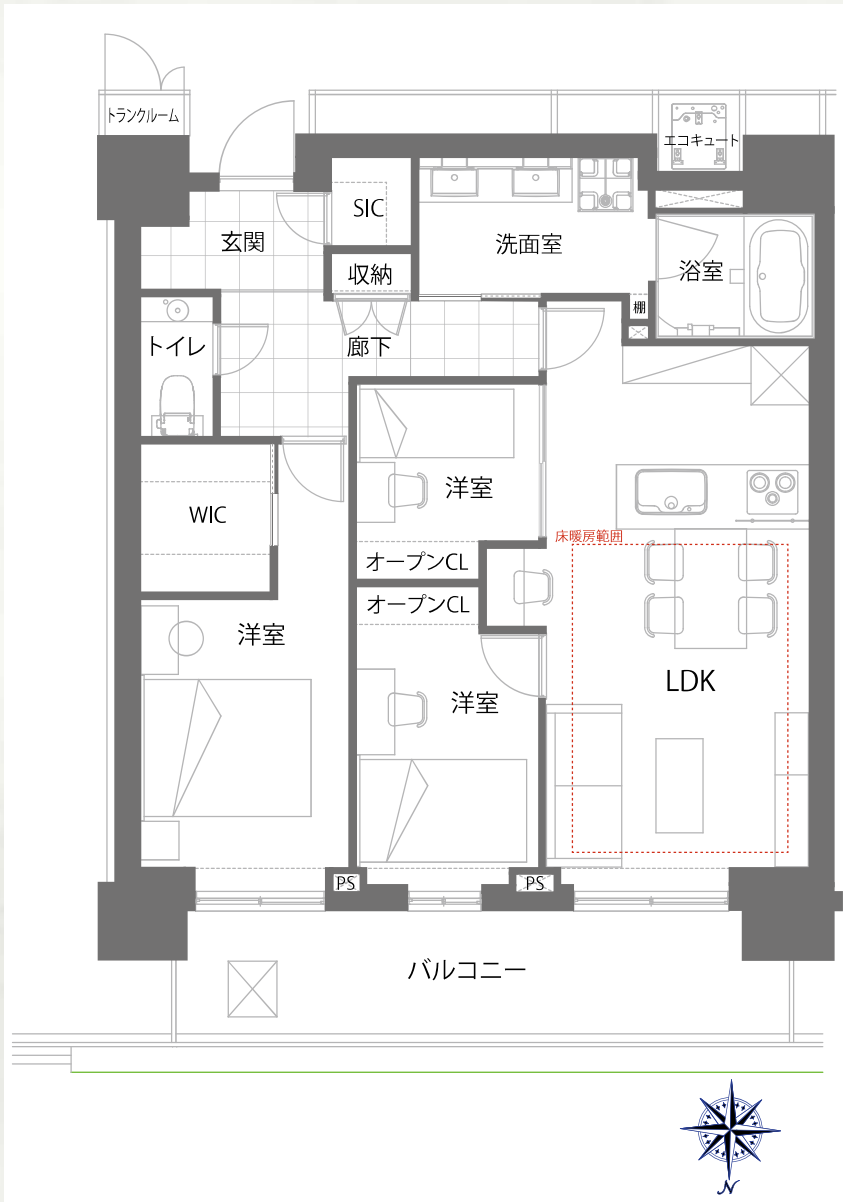 トランクルーム
エコキュート
SIC
玄関
洗面室
浴室
収納
棚
トイレ
廊下
洋室
WIC
床暖房範囲
オープンCL
オープンCL
洋室
LDK
洋室
PS
PS
バルコニー
N